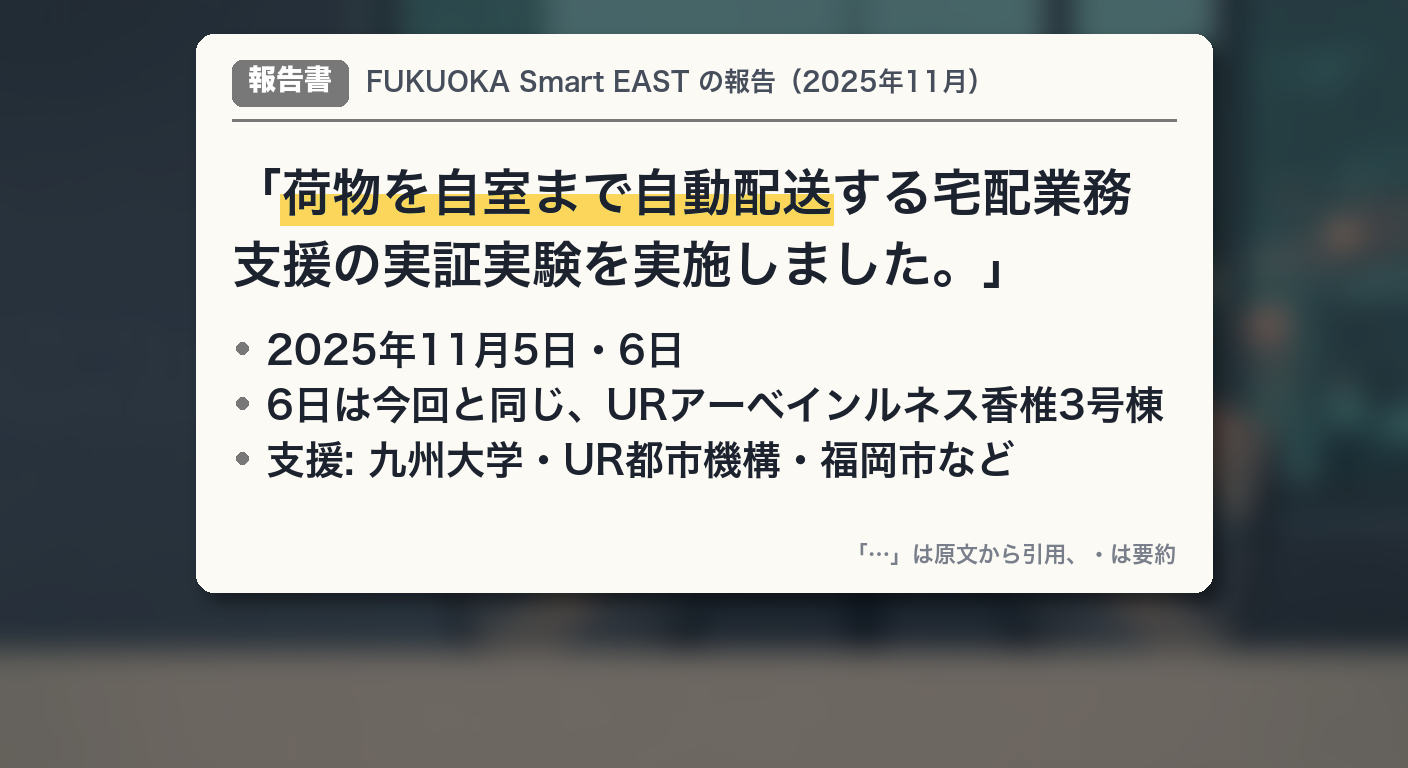 報告書 FUKUOKA Smart EAST の報告（2025年11月）
「荷物を自室まで自動配送する宅配業務
支援の実証実験を実施しました。」
• 2025年11月5日・6日
• 6日は今回と同じ、URアーベインルネス香椎3号棟
• 支援: 九州大学・UR都市機構・福岡市など
「…」は原文から引用、・は要約